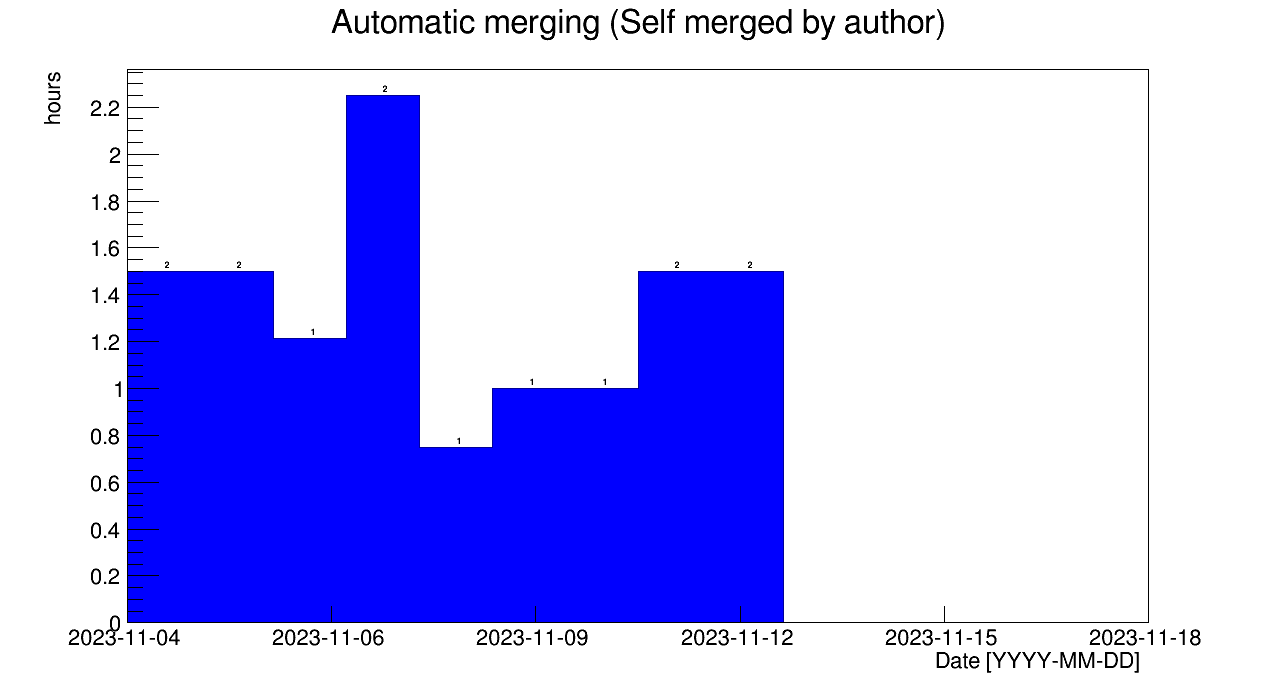 Automatic merging (Self merged by author)
hours
2.2
2
1.8
1.6
1.4
1.2
1
0.8
0.6
0.4
0.2
0
2 2 1 2 1 1 1 2 2
2023-11-04 2023-11-06 2023-11-09 2023-11-12 2023-11-15 2023-11-18
Date [YYYY-MM-DD]